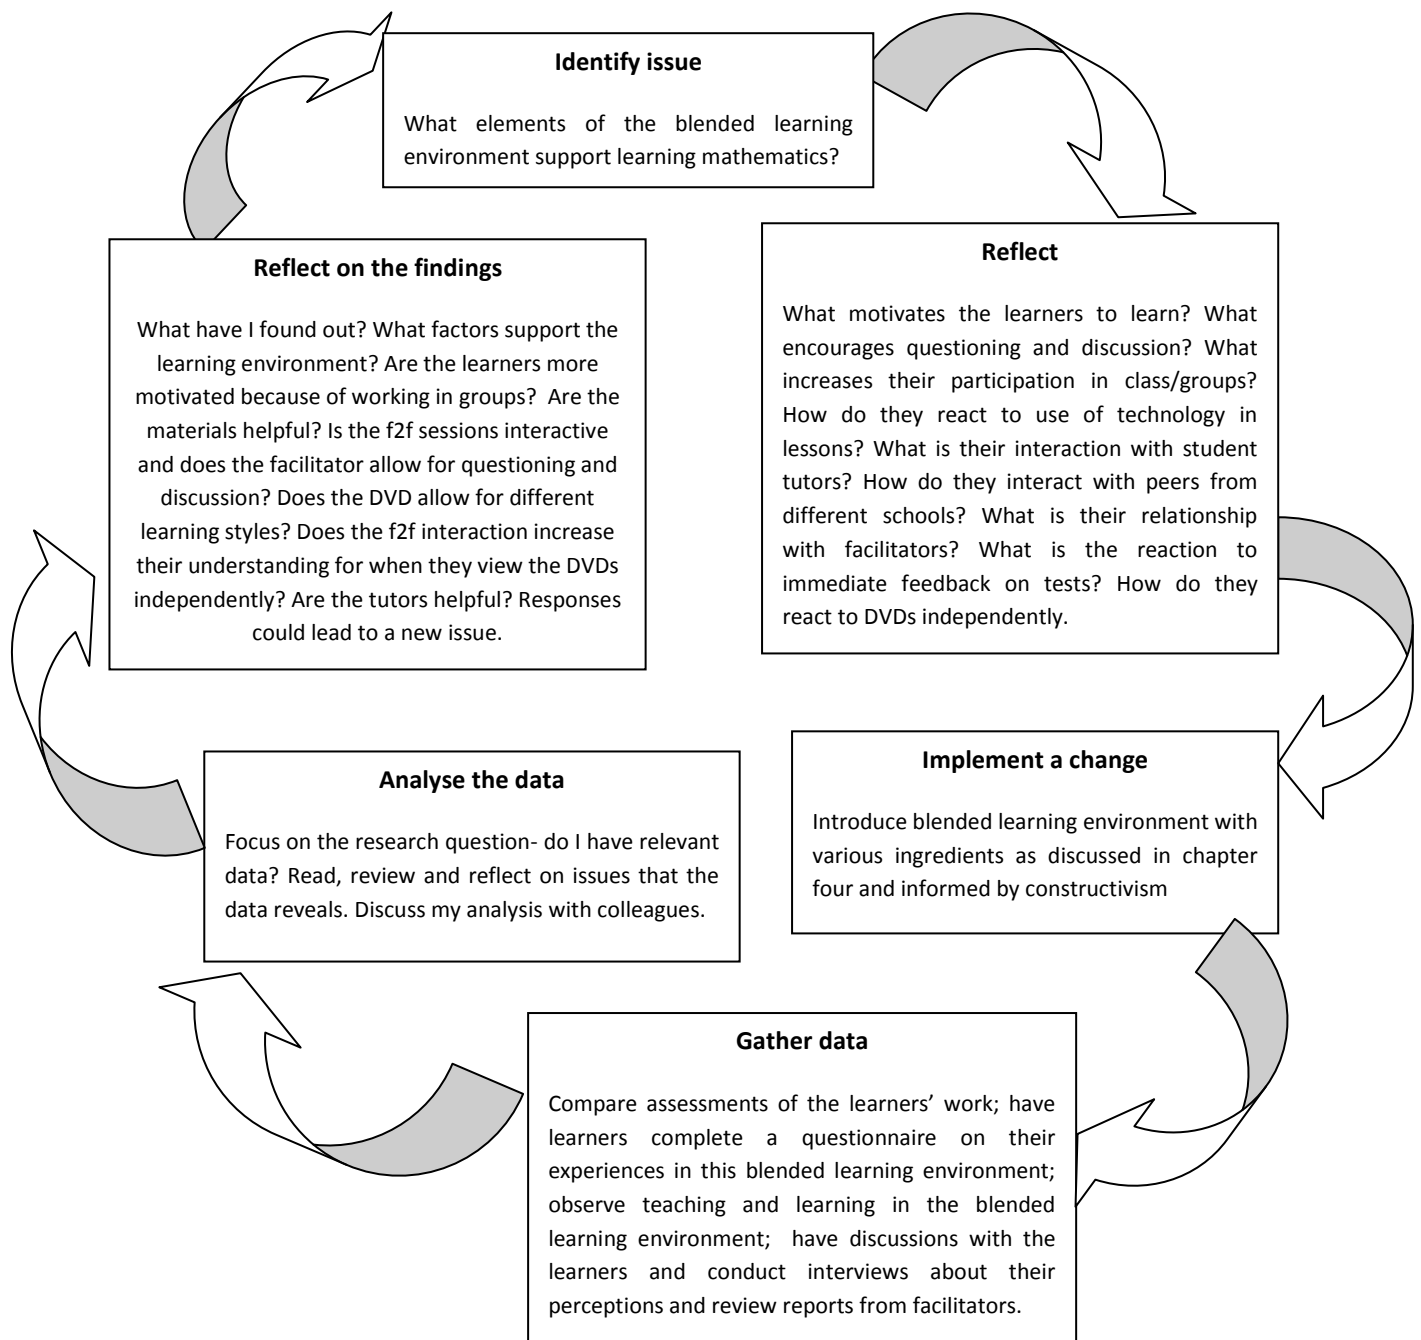 Identify issue
What elements of the blended learning
environment support learning mathematics?
Reflect
What motivates the learners to learn? What
encourages questioning and discussion? What
increases their participation in class/groups?
How do they react to use of technology in
lessons? What is their interaction with student
tutors? How do they interact with peers from
different schools? What is their relationship
with facilitators? What is the reaction to
immediate feedback on tests? How do they
react to DVDs independently.
Implement a change
Introduce blended learning environment with
various ingredients as discussed in chapter
four and informed by constructivism
Gather data
Compare assessments of the learners’ work; have
learners complete a questionnaire on their
experiences in this blended learning environment;
observe teaching and learning in the blended
learning environment; have discussions with the
learners and conduct interviews about their
perceptions and review reports from facilitators.
Analyse the data
Focus on the research question- do I have relevant
data? Read, review and reflect on issues that the
data reveals. Discuss my analysis with colleagues.
Reflect on the findings
What have I found out? What factors support the
learning environment? Are the learners more
motivated because of working in groups? Are the
materials helpful? Is the f2f sessions interactive
and does the facilitator allow for questioning and
discussion? Does the DVD allow for different
learning styles? Does the f2f interaction increase
their understanding for when they view the DVDs
independently? Are the tutors helpful? Responses
could lead to a new issue.